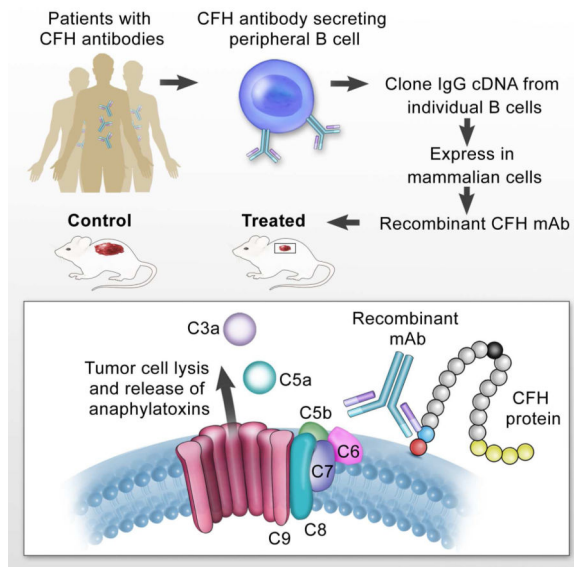 Patients with
CFH antibodies
CFH antibody secreting
peripheral B cell
Clone IgG cDNA from
individual B cells
Express in
mammalian cells
Recombinant CFH mAb
Treated
Control
C3a
C5a
Tumor cell lysis
and release of
anaphylatoxins
Recombinant
mAb
CFH
protein
C5b
C6
C7
C8
C9